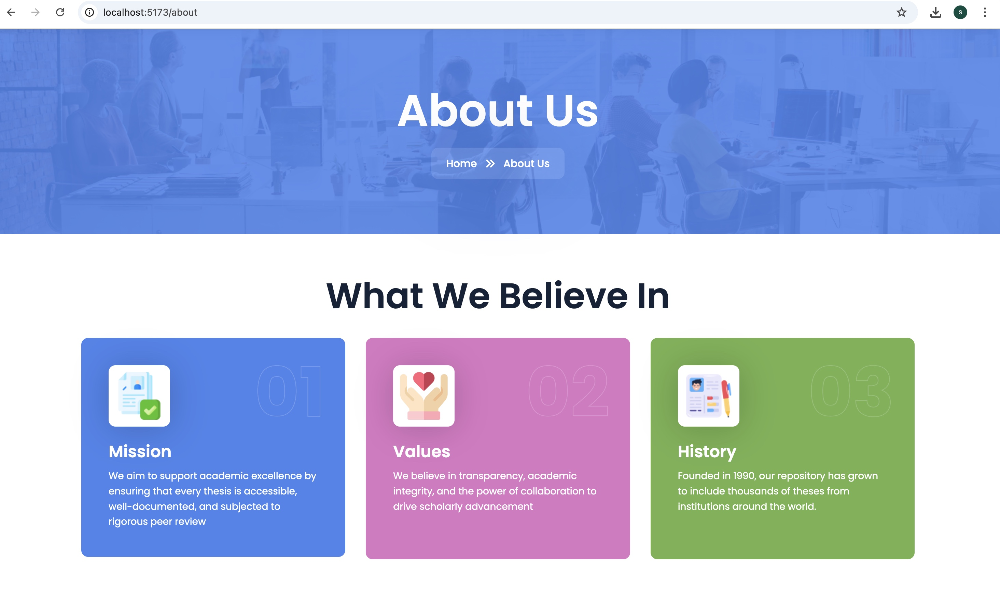 localhost:5173/about
S
About Us
Home » About Us
What We Believe In
01
Mission
We aim to support academic excellence by
ensuring that every thesis is accessible,
well-documented, and subjected to
rigorous peer review
02
Values
We believe in transparency, academic
integrity, and the power of collaboration to
drive scholarly advancement
03
History
Founded in 1990, our repository has grown
to include thousands of theses from
institutions around the world.